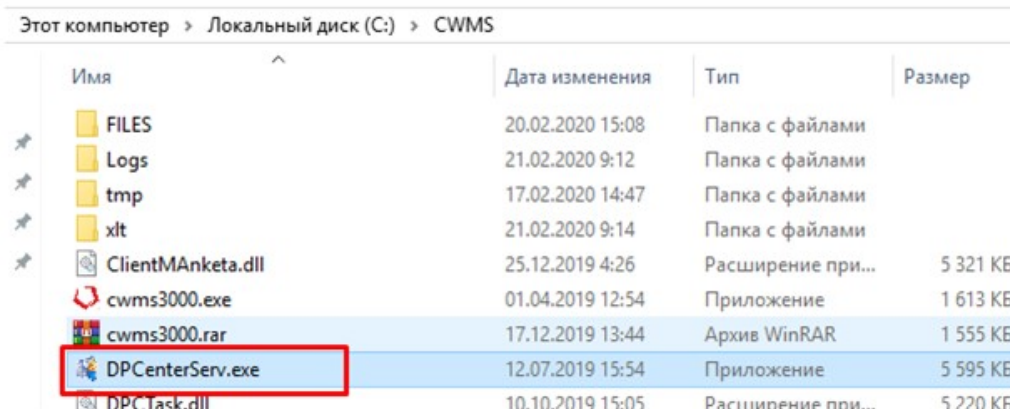 Этот компьютер › Локальный диск (C:) › CWMS
Имя Дата изменения Тип Размер
FILES 20.02.2020 15:08 Папка с файлами
Logs 21.02.2020 9:12 Папка с файлами
tmp 17.02.2020 14:47 Папка с файлами
xlt 21.02.2020 9:14 Папка с файлами
ClientMAnketa.dll 25.12.2019 4:26 Расширение при... 5 321 КБ
cwms3000.exe 01.04.2019 12:54 Приложение 1 613 КБ
cwms3000.rar 17.12.2019 13:44 Архив WinRAR 1 555 КБ
DPCenterServ.exe 12.07.2019 15:54 Приложение 5 595 КБ
DPCTask.dll 10.10.2019 15:05 Расширение при... 5 220 КБ